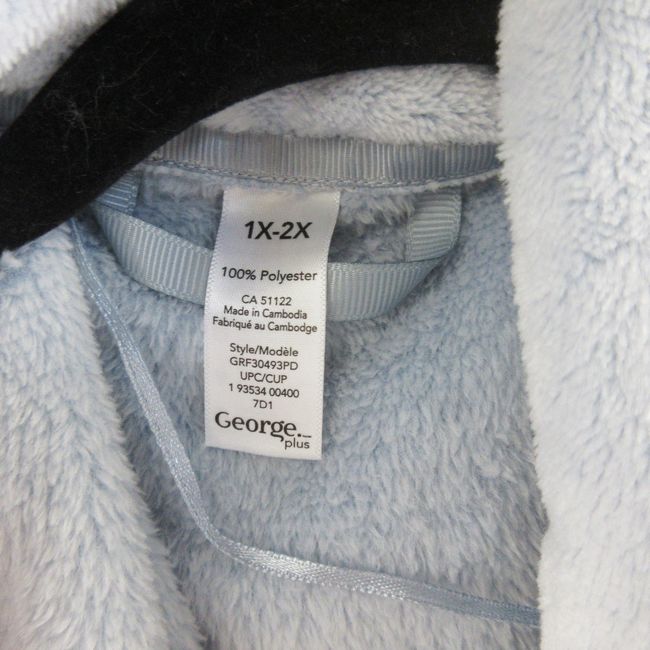 1X-2X
100% Polyester
CA 51122
Made in Cambodia
Fabriqué au Cambodge
Style/Modèle
GRF30493PD
UPC/CUP
1 93534 00400
7D1
George.™
plus